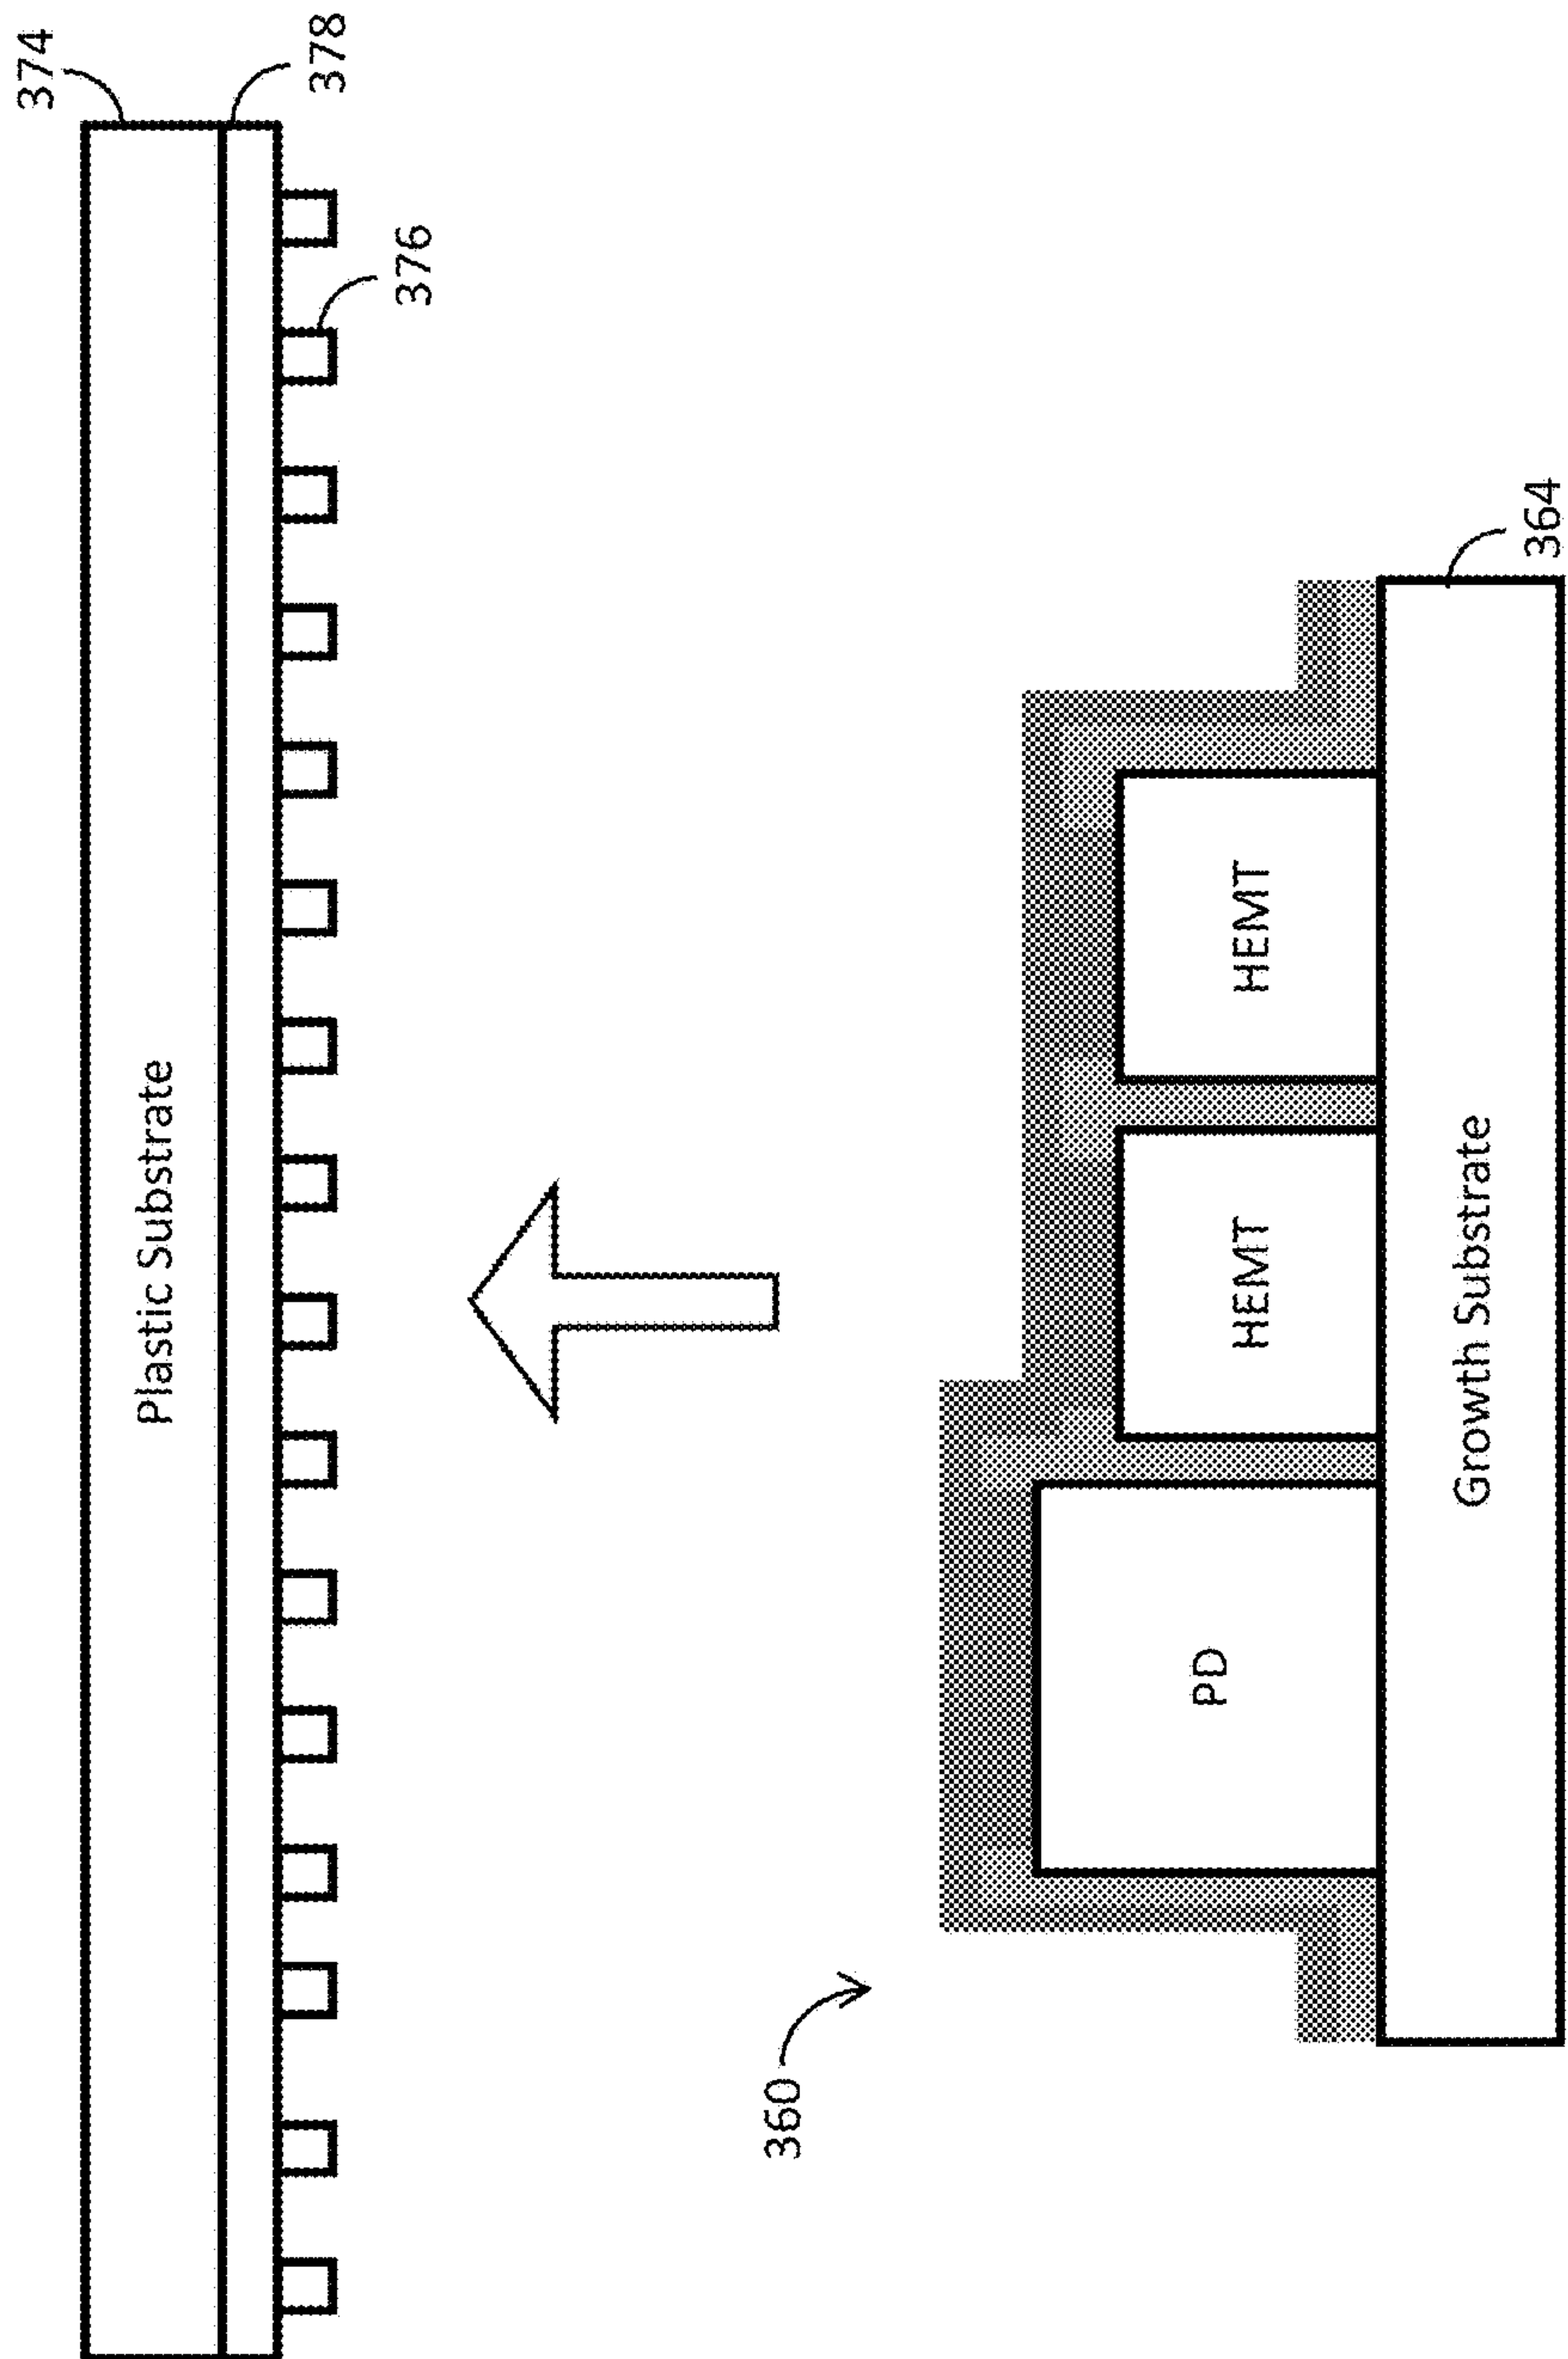 374
378
Plastic Substrate
376
360
PD
HEMT
HEMT
Growth Substrate
364